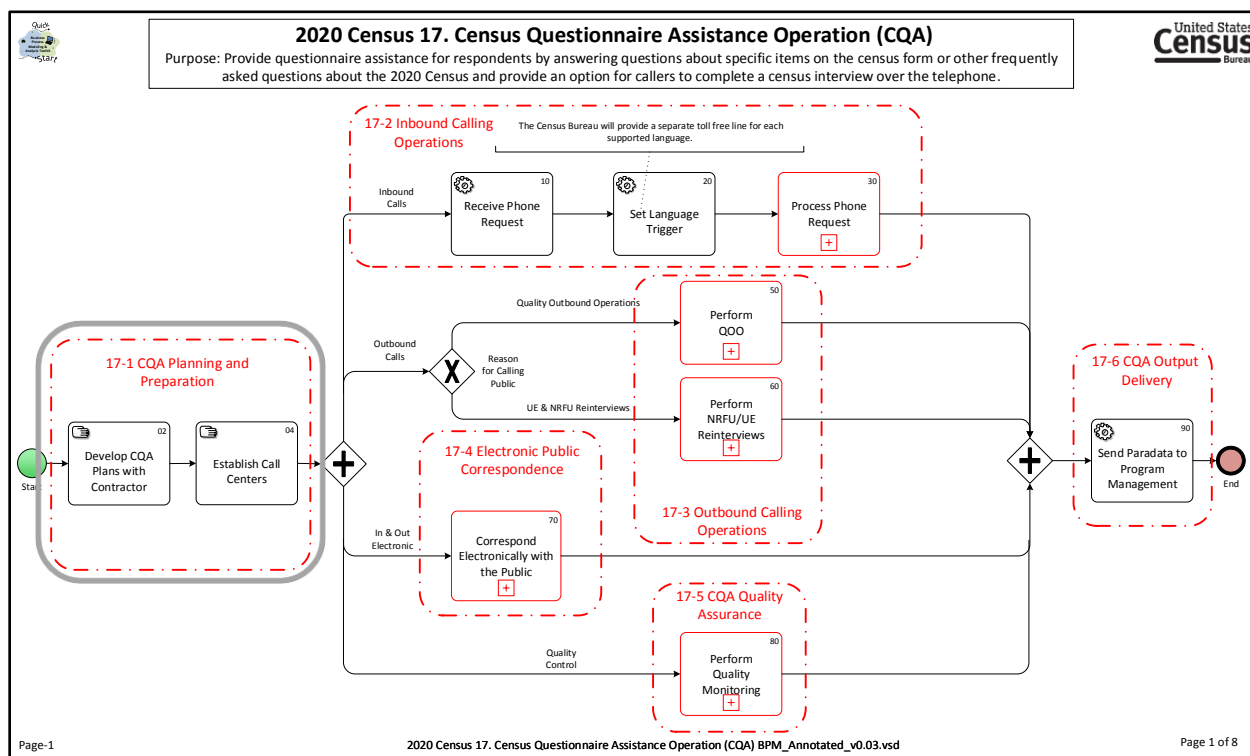 Quick
Business
Process
Modeling &
Analysis Toolkit
Start
2020 Census 17. Census Questionnaire Assistance Operation (CQA)
Purpose: Provide questionnaire assistance for respondents by answering questions about specific items on the census form or other frequently
asked questions about the 2020 Census and provide an option for callers to complete a census interview over the telephone.
United States
Census
Bureau
17-2 Inbound Calling
Operations
The Census Bureau will provide a separate toll free line for each
supported language.
Inbound
Calls
10
Receive Phone
Request
20
Set Language
Trigger
30
Process Phone
Request
+
Quality Outbound Operations
50
Perform
QOO
+
Outbound
Calls
X
Reason
for Calling
Public
UE & NRFU Reinterviews
60
Perform
NRFU/UE
Reinterviews
+
17-3 Outbound Calling
Operations
17-1 CQA Planning and
Preparation
Start
02
Develop CQA
Plans with
Contractor
04
Establish Call
Centers
17-4 Electronic Public
Correspondence
In & Out
Electronic
70
Correspond
Electronically with
the Public
+
17-5 CQA Quality
Assurance
Quality
Control
80
Perform
Quality
Monitoring
+
17-6 CQA Output
Delivery
90
Send Paradata to
Program
Management
End
Page-1
2020 Census 17. Census Questionnaire Assistance Operation (CQA) BPM_Annotated_v0.03.vsd
Page 1 of 8